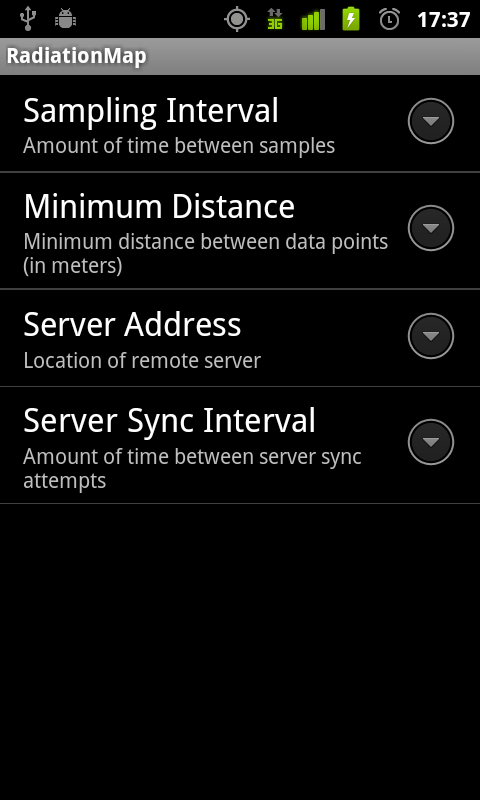 3G 17:37
RadiationMap
Sampling Interval
Amount of time between samples
Minimum Distance
Minimum distance between data points
(in meters)
Server Address
Location of remote server
Server Sync Interval
Amount of time between server sync
attempts